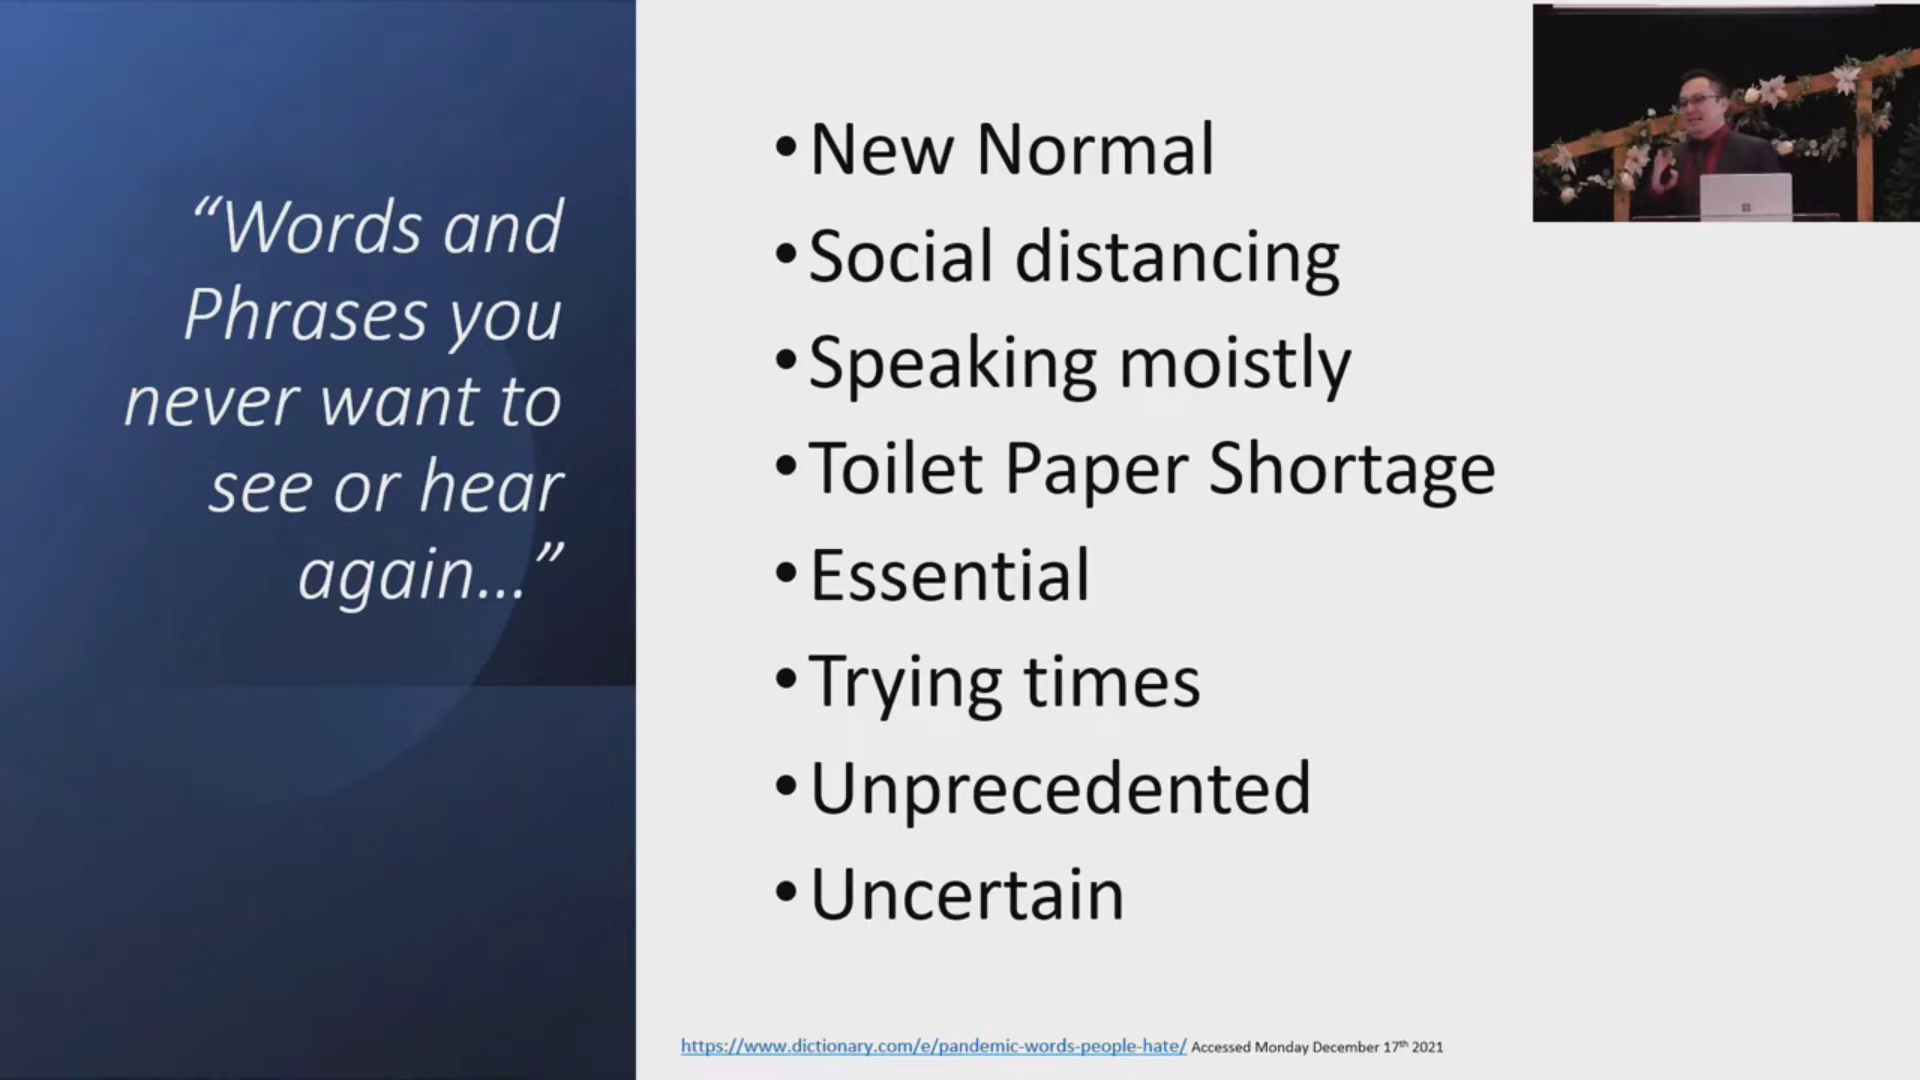 “Words and
Phrases you
never want to
see or hear
again…”
• New Normal
• Social distancing
• Speaking moistly
• Toilet Paper Shortage
• Essential
• Trying times
• Unprecedented
• Uncertain
https://www.dictionary.com/e/pandemic-words-people-hate/ Accessed Monday December 17th 2021